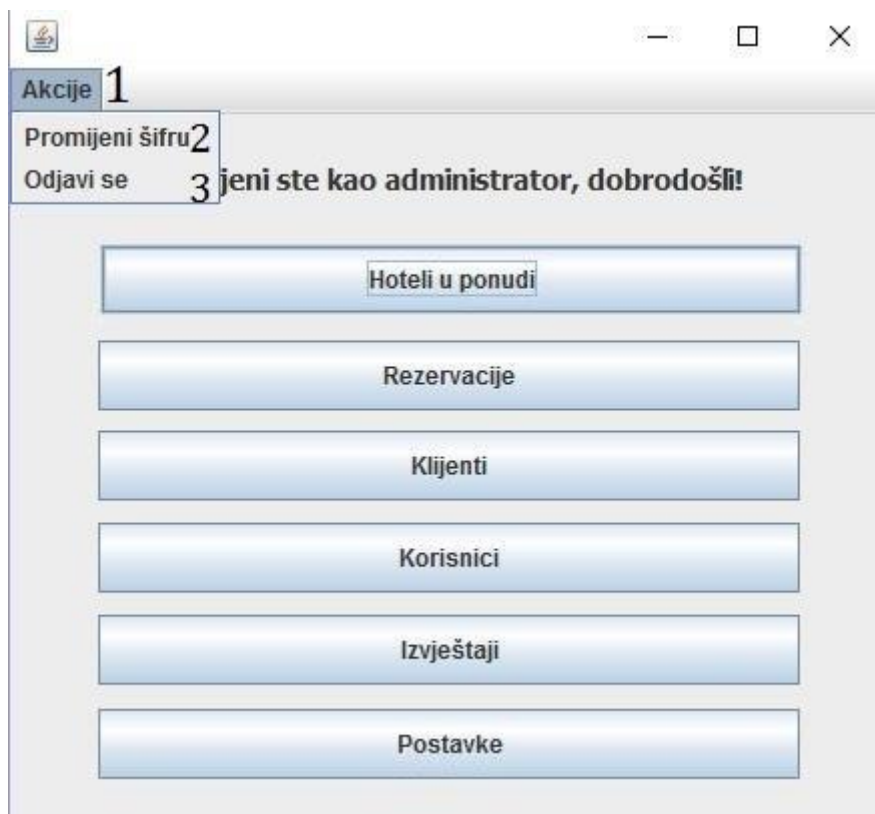 Akcije 1
Promijeni šifru 2
Odjavi se 3
jeni ste kao administrator, dobrodošli!
Hoteli u ponudi
Rezervacije
Klijenti
Korisnici
Izvještaji
Postavke